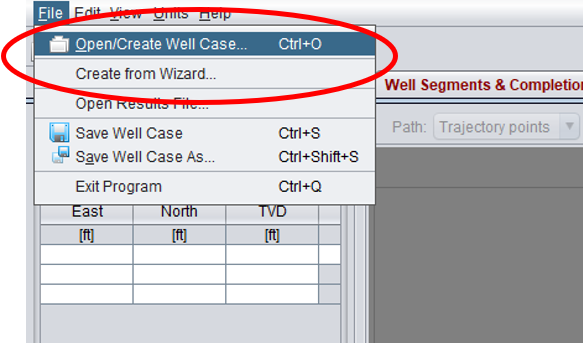 File Edit View Units Help
Open/Create Well Case... Ctrl+O
Create from Wizard...
Well Segments & Completion
Open Results File...
Path: Trajectory points
Save Well Case Ctrl+S
Save Well Case As... Ctrl+Shift+S
Exit Program Ctrl+Q
East North TVD
[ft] [ft] [ft]